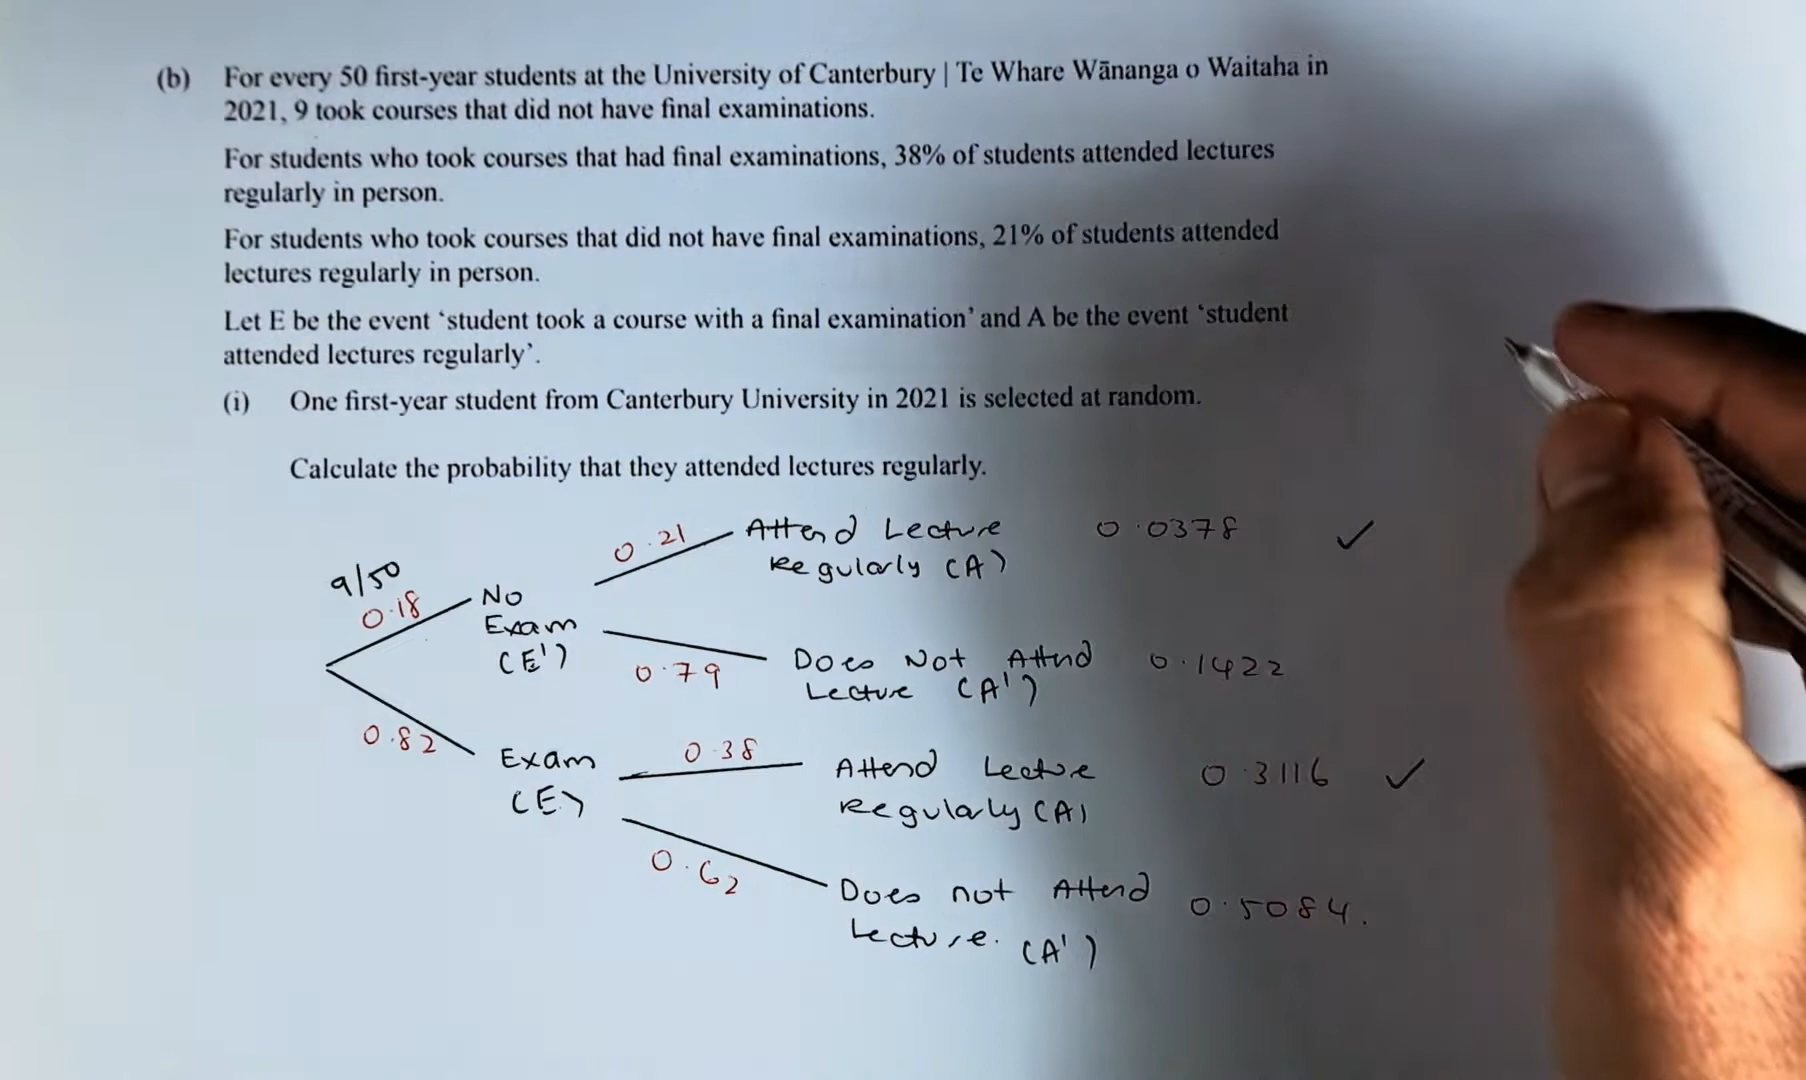 (b) For every 50 first-year students at the University of Canterbury | Te Whare Wānanga o Waitaha in
2021, 9 took courses that did not have final examinations.
For students who took courses that had final examinations, 38% of students attended lectures
regularly in person.
For students who took courses that did not have final examinations, 21% of students attended
lectures regularly in person.
Let E be the event ‘student took a course with a final examination’ and A be the event ‘student
attended lectures regularly’.
(i) One first-year student from Canterbury University in 2021 is selected at random.
Calculate the probability that they attended lectures regularly.
9/50
0.18
No
Exam
(E')
0.21
Attend Lecture
Regularly (A)
0.0378 ✓
0.79
Does Not Attend
Lecture (A')
0.1422
0.82
Exam
(E)
0.38
Attend Lecture
Regularly (A)
0.3116 ✓
0.62
Does not Attend
Lecture. (A')
0.5084.